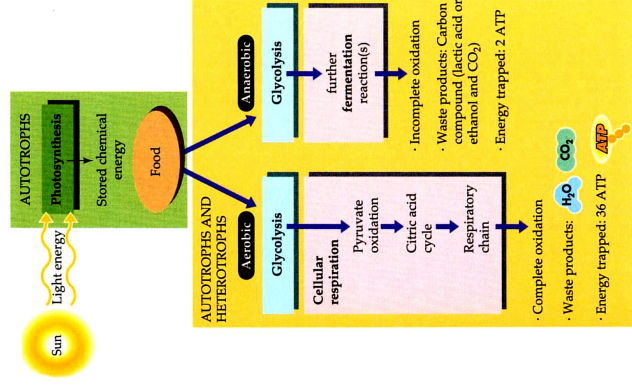 Sun
Light energy
AUTOTROPHS
Photosynthesis
Stored chemical
energy
Food
AUTOTROPHS AND
HETEROTROPHS
Aerobic
Glycolysis
Cellular
respiration
Pyruvate
oxidation
Citric acid
cycle
Respiratory
chain
· Complete oxidation
· Waste products:
H₂O
CO₂
· Energy trapped: 36 ATP
ATP
Anaerobic
Glycolysis
further
fermentation
reaction(s)
· Incomplete oxidation
· Waste products: Carbon
compound (lactic acid or
ethanol and CO₂)
· Energy trapped: 2 ATP